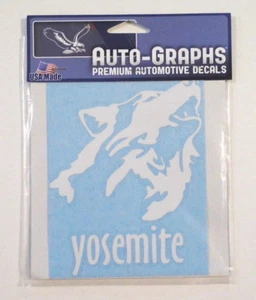 AUTO-GRAPHS
PREMIUM AUTOMOTIVE DECALS
USA Made
yosemite